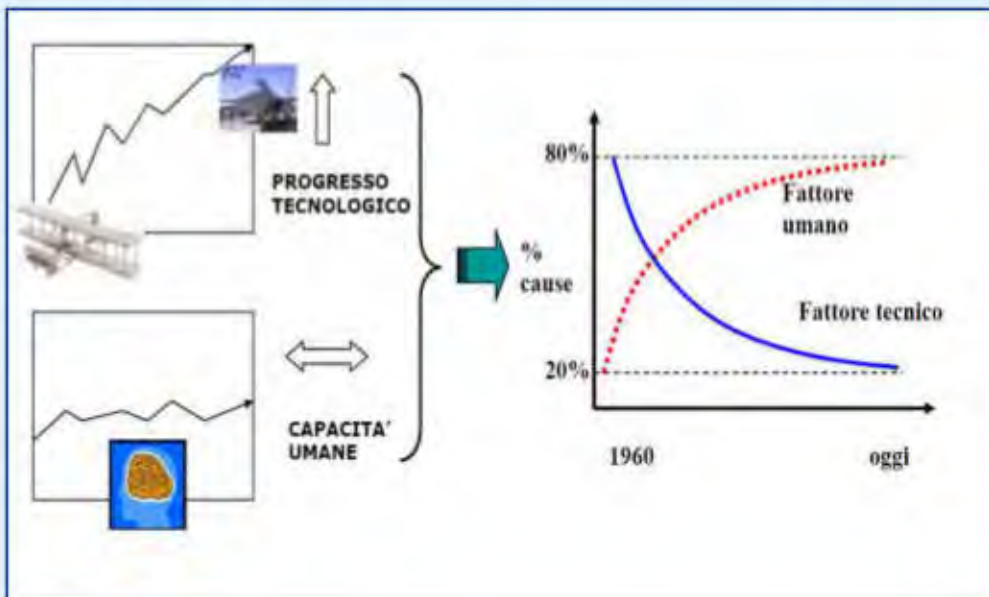 PROGRESSO
TECNOLOGICO
CAPACITA'
UMANE
%
cause
80%
20%
Fattore
umano
Fattore tecnico
1960
oggi